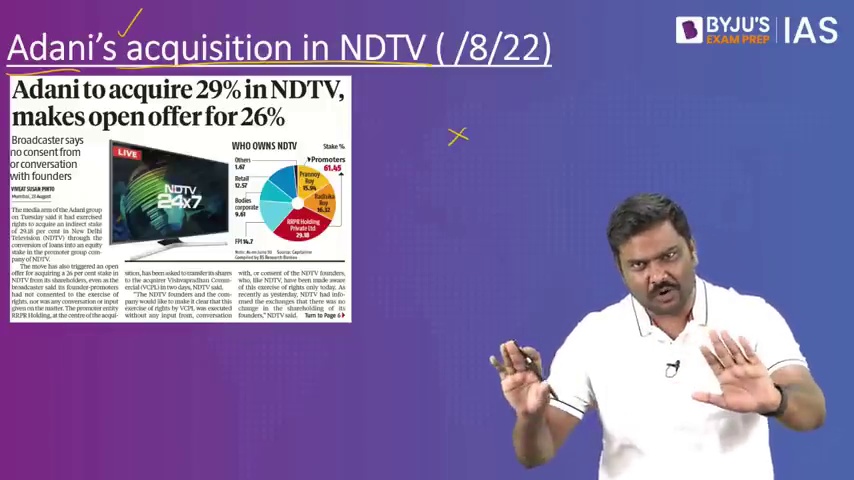 BYJU'S
EXAM PREP
IAS
Adani's acquisition in NDTV ( /8/22)
Adani to acquire 29% in NDTV,
makes open offer for 26%
Broadcaster says
no consent from
or conversation
with founders
VIVEAT SUSAN PINTO
Mumbai, 23 August
The media arm of the Adani group
on Tuesday said it had exercised
rights to acquire an indirect stake
of 29.18 per cent in New Delhi
Television (NDTV) through the
conversion of loans into an equity
stake in the promoter group com-
pany of NDTV.
The move has also triggered an open
offer for acquiring a 26 per cent stake in
NDTV from its shareholders, even as the
broadcaster said its founder-promoters
had not consented to the exercise of
rights, nor was any conversation or input
given on the matter. The promoter entity
RRPR Holding, at the centre of the acqui-
LIVE
NDTV
24x7
WHO OWNS NDTV
Stake %
Others
1.67
Retail
12.57
Bodies
corporate
9.61
FPI 14.7
Promoters
61.45
Prannoy
Roy
15.94
Radhika
Roy
16.32
RRPR Holding
Private Ltd
29.18
Source: Capitaline
Compiled by BS Research Bureau
sition, has been asked to transfer its shares
to the acquirer Vishvapradhan Comm-
ercial (VCPL) in two days, NDTV said.
"The NDTV founders and the com-
pany would like to make it clear that this
exercise of rights by VCPL was executed
without any input from, conversation
with, or consent of the NDTV founders,
who, like NDTV, have been made aware
of this exercise of rights only today. As
recently as yesterday, NDTV had infor-
med the exchanges that there was no
change in the shareholding of its
founders," NDTV said.
Turn to Page 6